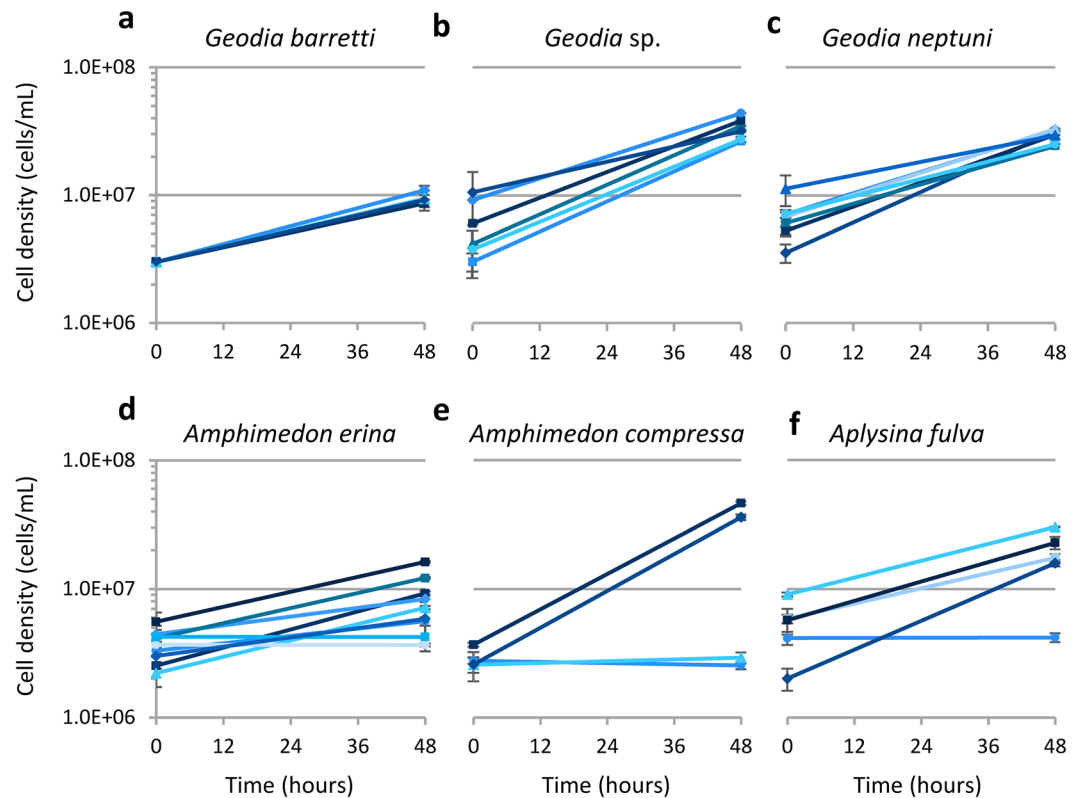 a
Geodia barretti
b
Geodia sp.
c
Geodia neptuni
Cell density (cells/mL)
1.0E+08
1.0E+07
1.0E+06
0 12 24 36 48
0 12 24 36 48
0 12 24 36 48
d
Amphimedon erina
e
Amphimedon compressa
f
Aplysina fulva
Cell density (cells/mL)
1.0E+08
1.0E+07
1.0E+06
0 12 24 36 48
0 12 24 36 48
0 12 24 36 48
Time (hours)
Time (hours)
Time (hours)